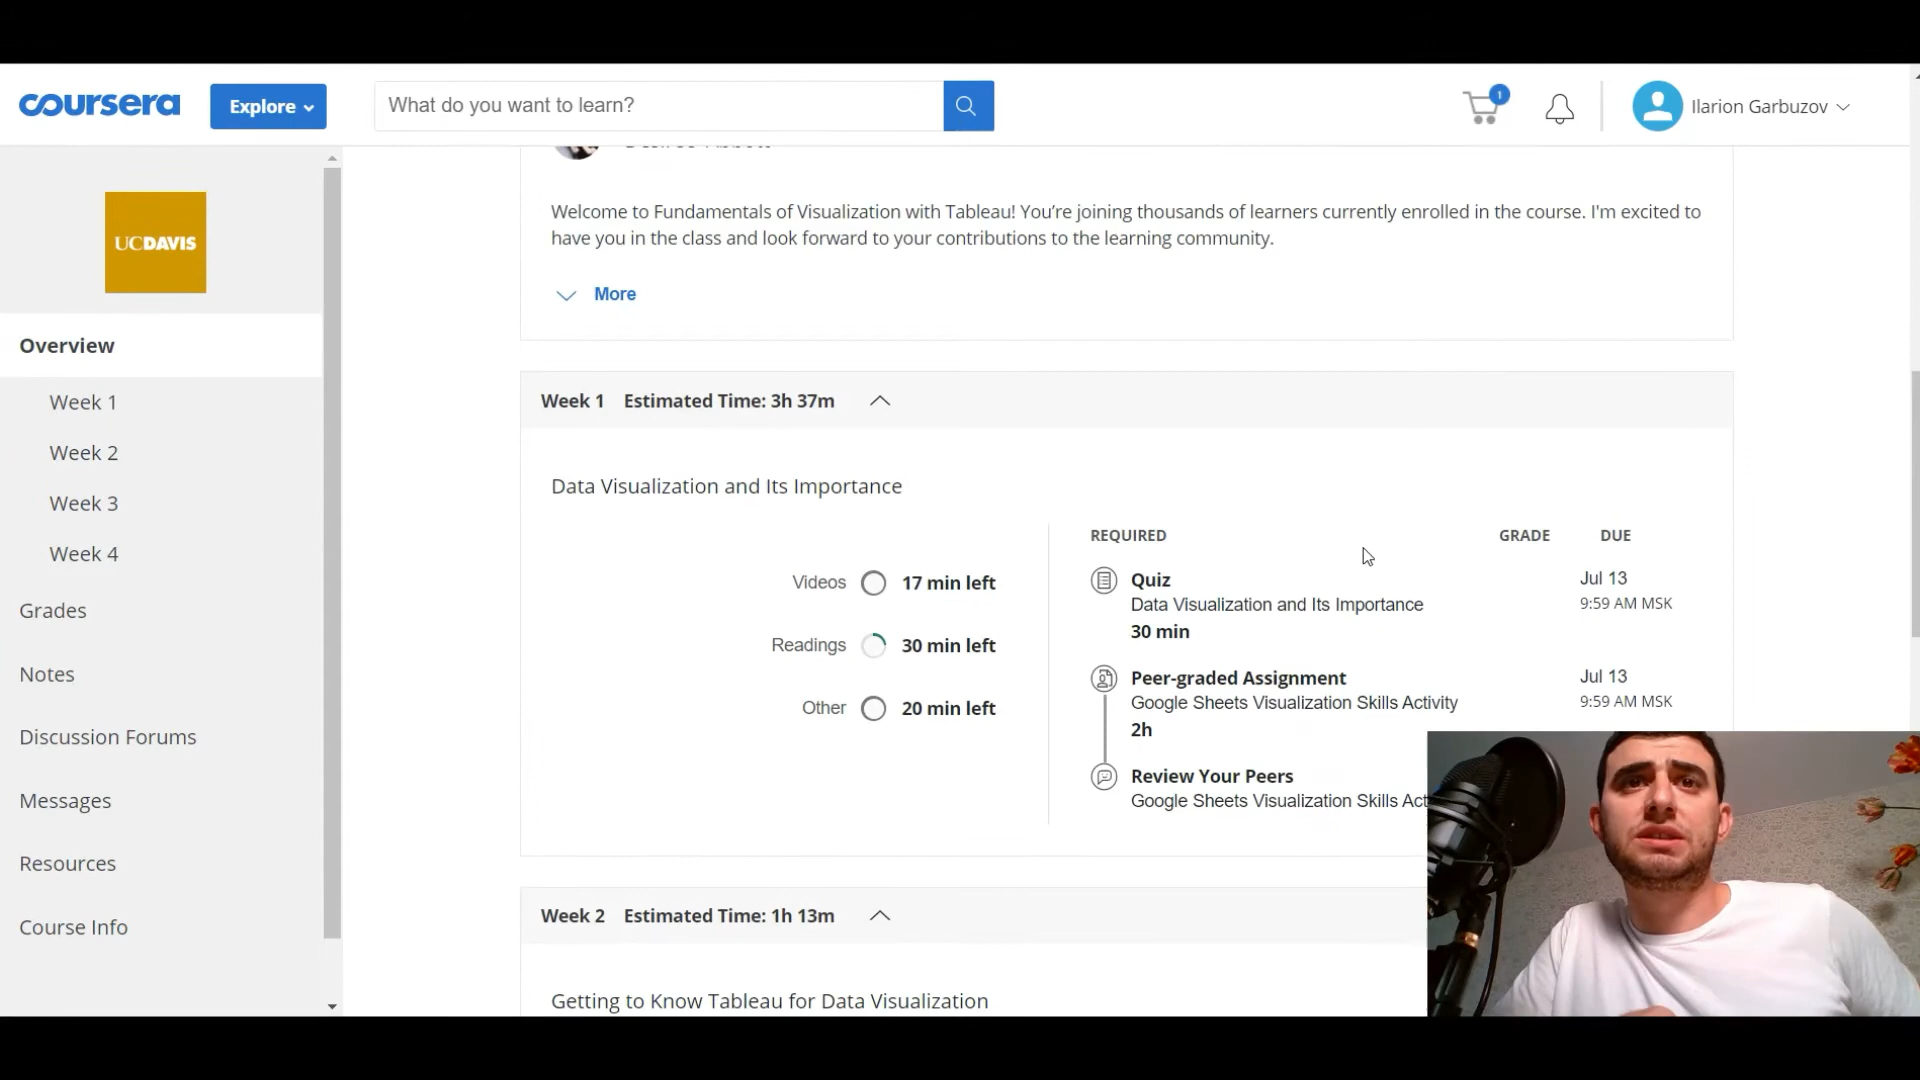 coursera
Explore
What do you want to learn?
1
Ilarion Garbuzov
UCDAVIS
Overview
Week 1
Week 2
Week 3
Week 4
Grades
Notes
Discussion Forums
Messages
Resources
Course Info
Welcome to Fundamentals of Visualization with Tableau! You’re joining thousands of learners currently enrolled in the course. I'm excited to
have you in the class and look forward to your contributions to the learning community.
More
Week 1 Estimated Time: 3h 37m
Data Visualization and Its Importance
Videos 17 min left
Readings 30 min left
Other 20 min left
REQUIRED GRADE DUE
Quiz Jul 13
Data Visualization and Its Importance 9:59 AM MSK
30 min
Peer-graded Assignment Jul 13
Google Sheets Visualization Skills Activity 9:59 AM MSK
2h
Review Your Peers
Google Sheets Visualization Skills Act
Week 2 Estimated Time: 1h 13m
Getting to Know Tableau for Data Visualization